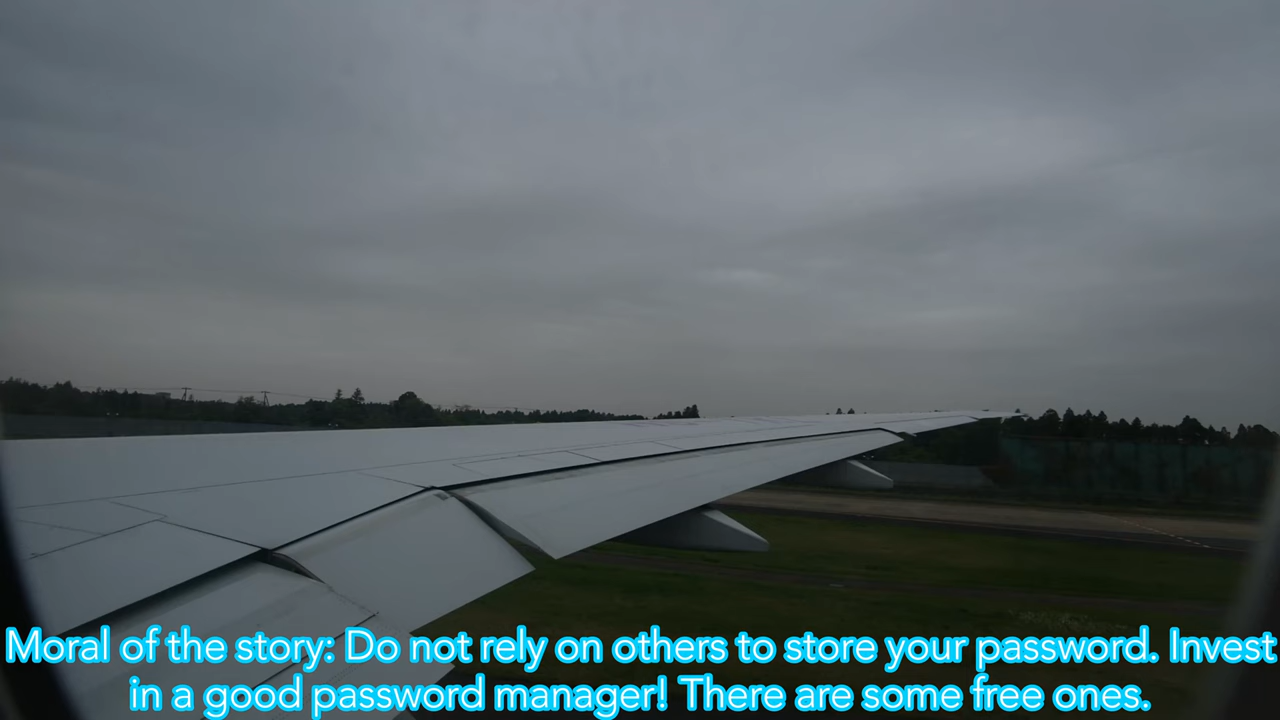 Moral of the story: Do not rely on others to store your password. Invest
in a good password manager! There are some free ones.